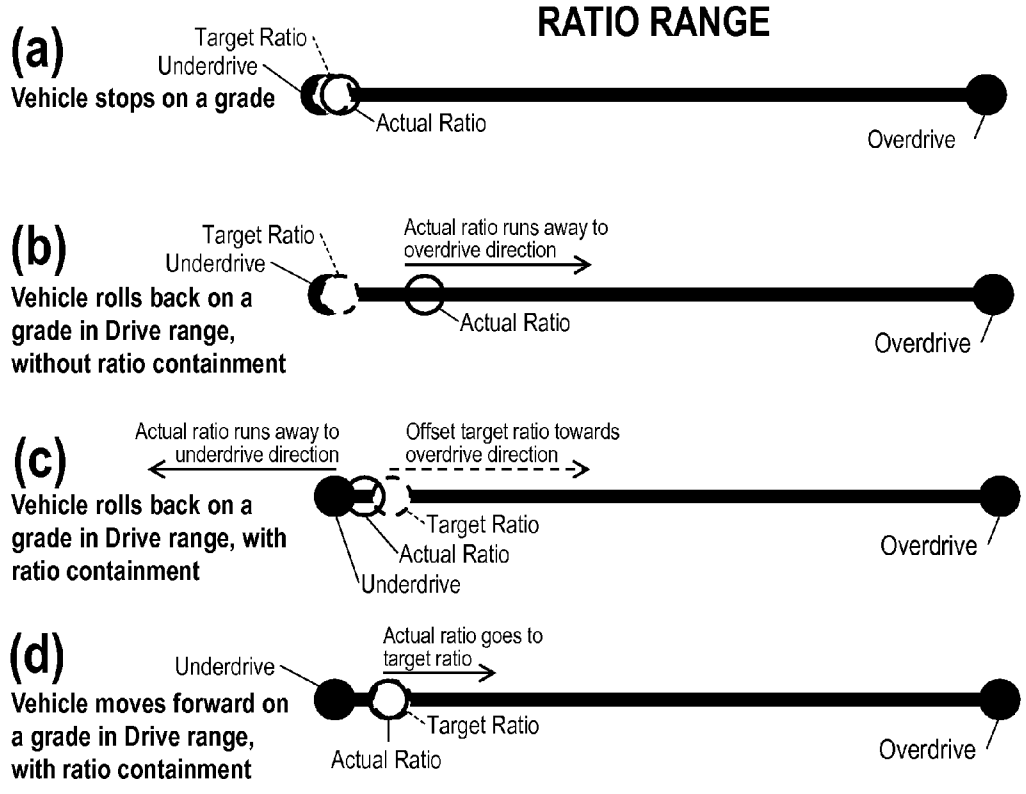 RATIO RANGE
(a)
Target Ratio
Underdrive
Vehicle stops on a grade
Actual Ratio
Overdrive
(b)
Actual ratio runs away to
overdrive direction
Target Ratio
Underdrive
Vehicle rolls back on a
grade in Drive range,
without ratio containment
Actual Ratio
Overdrive
(c)
Actual ratio runs away to
underdrive direction
Offset target ratio towards
overdrive direction
Vehicle rolls back on a
grade in Drive range, with
ratio containment
Target Ratio
Actual Ratio
Underdrive
Overdrive
(d)
Actual ratio goes to
target ratio
Underdrive
Vehicle moves forward on
a grade in Drive range,
with ratio containment
Target Ratio
Actual Ratio
Overdrive